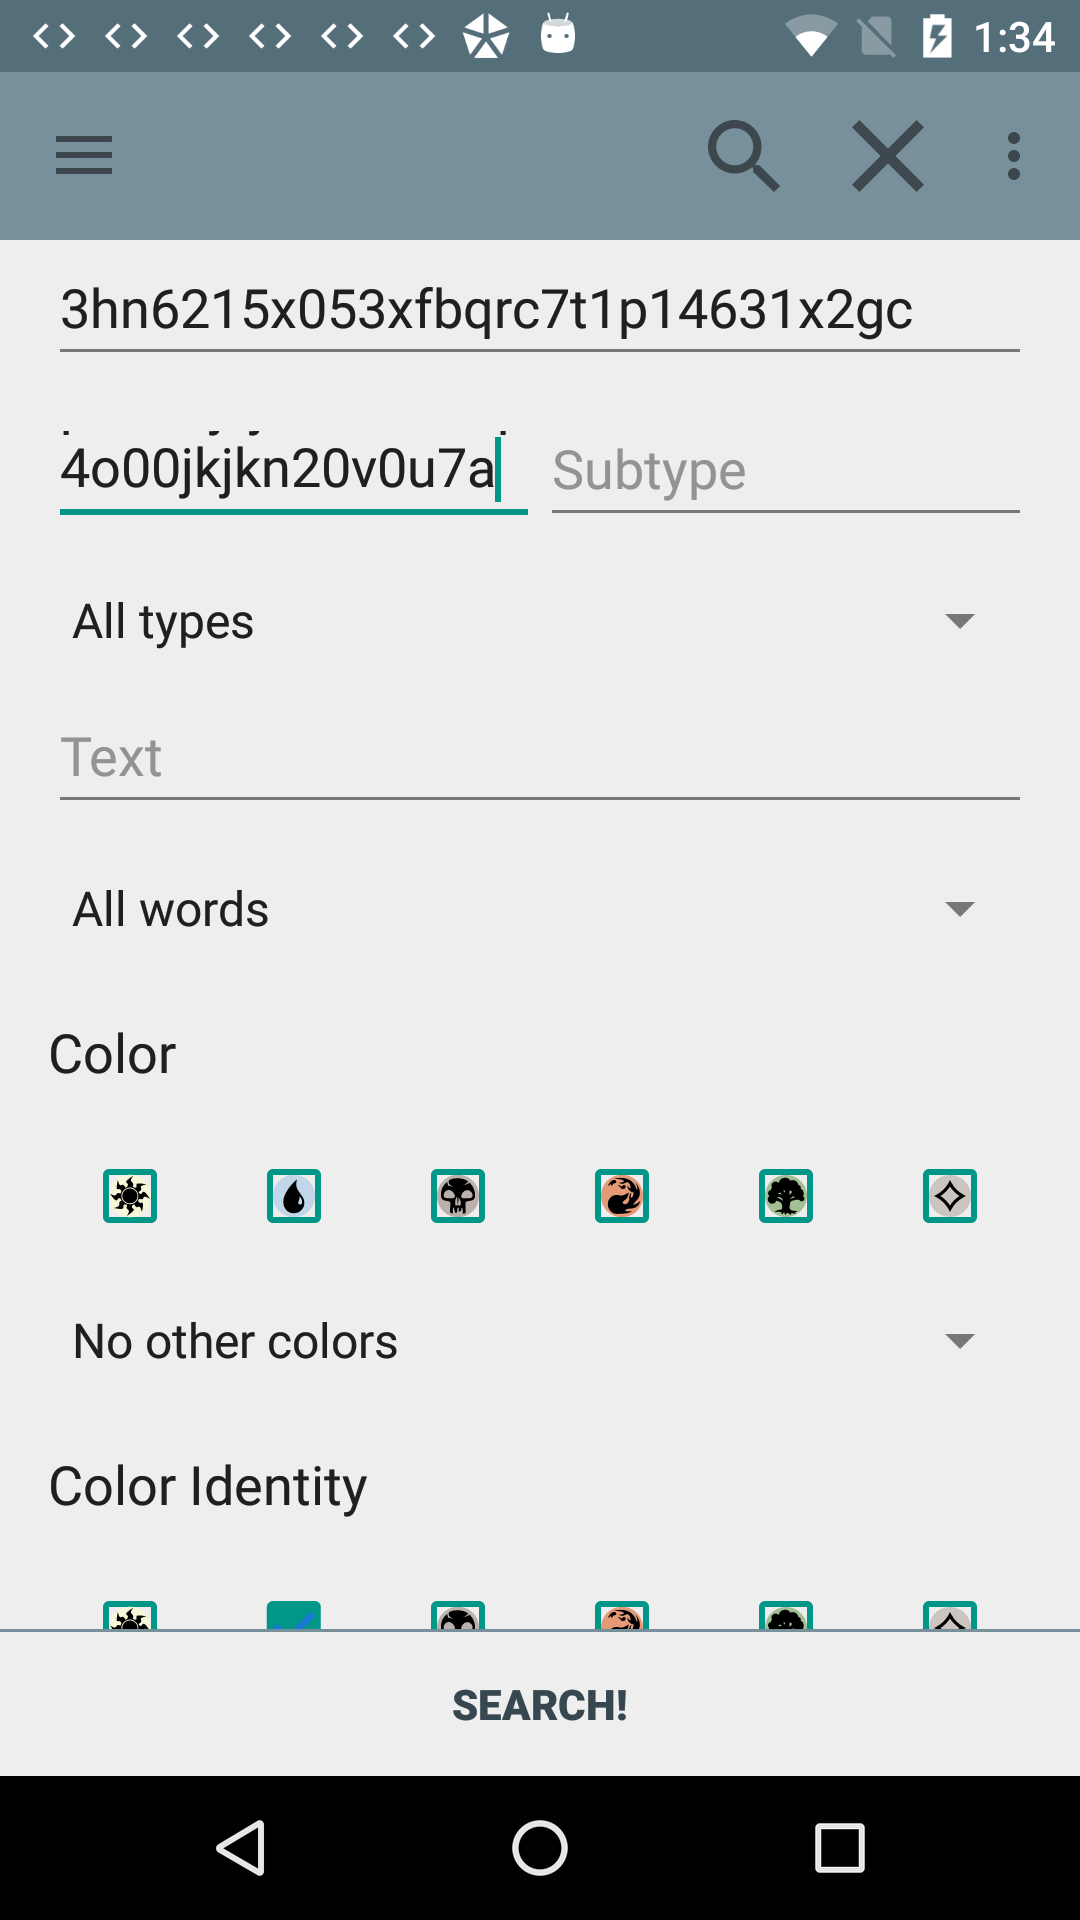 1:34
3hn6215x053xfbqrc7t1p14631x2gc
4o00jkjkn20v0u7a
Subtype
All types
Text
All words
Color
No other colors
Color Identity
SEARCH!